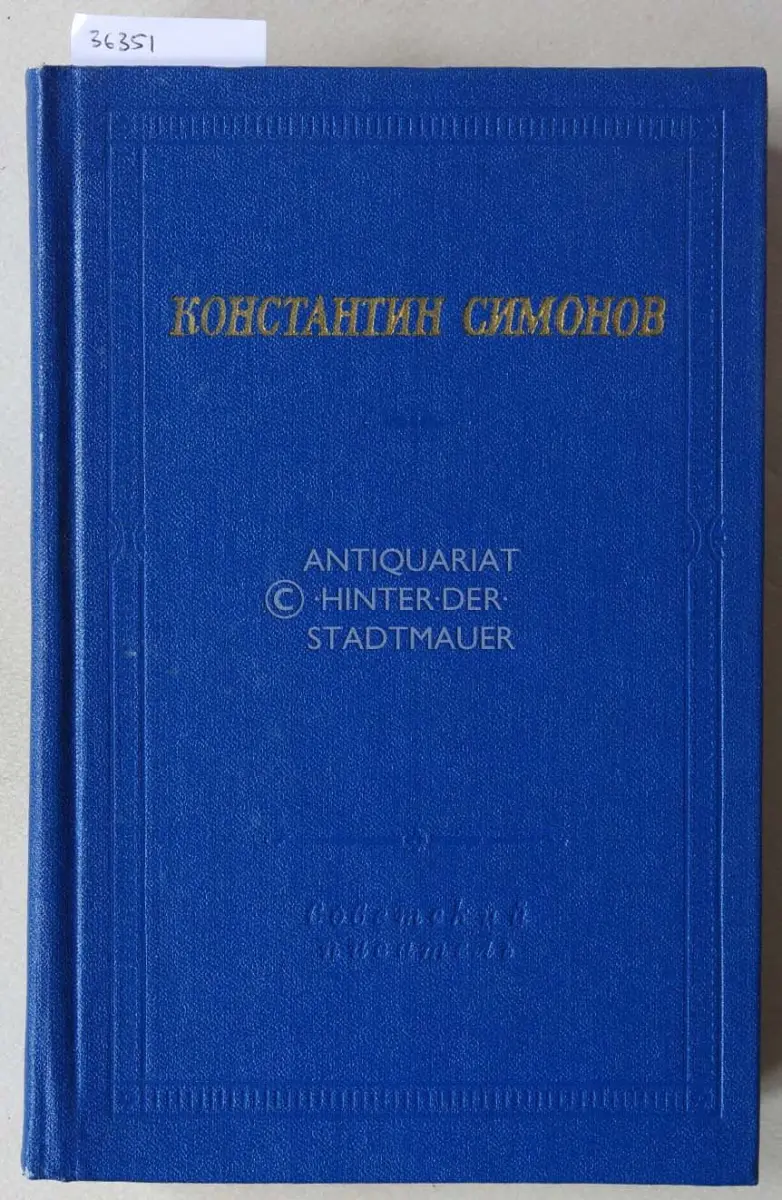 36351
КОНСТАНТИН СИМОНОВ
ANTIQUARIAT
© ·HINTER·DER·
STADTMAUER
Советский
писатель